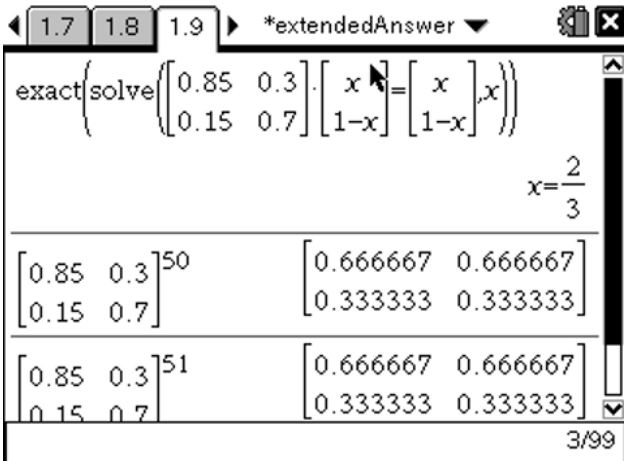 1.7 1.8 1.9 *extendedAnswer
exact(solve([0.85 0.3; 0.15 0.7]·[x; 1−x]=[x; 1−x],x))
x=2/3
[0.85 0.3; 0.15 0.7]^50 [0.666667 0.666667; 0.333333 0.333333]
[0.85 0.3; 0.15 0.7]^51 [0.666667 0.666667; 0.333333 0.333333]
3/99